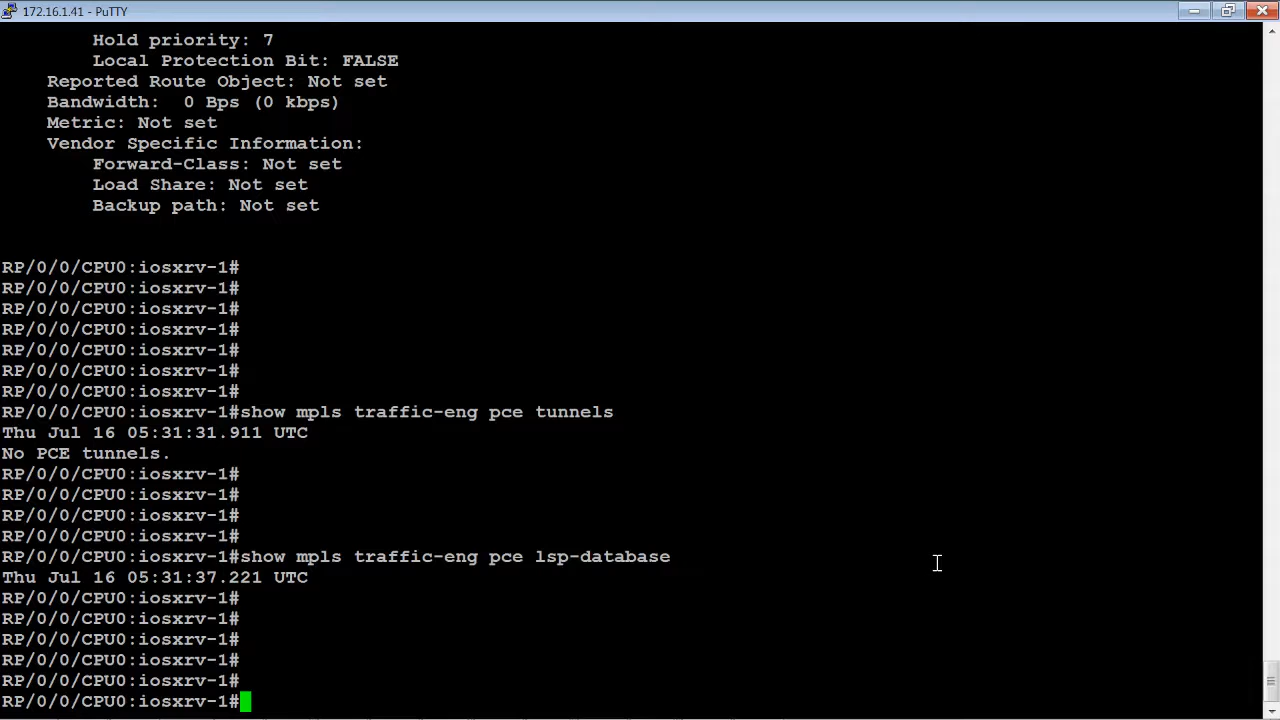 172.16.1.41 - PuTTY
Hold priority: 7
Local Protection Bit: FALSE
Reported Route Object: Not set
Bandwidth:  0 Bps (0 kbps)
Metric: Not set
Vendor Specific Information:
Forward-Class: Not set
Load Share: Not set
Backup path: Not set
RP/0/0/CPU0:iosxrv-1#
RP/0/0/CPU0:iosxrv-1#
RP/0/0/CPU0:iosxrv-1#
RP/0/0/CPU0:iosxrv-1#
RP/0/0/CPU0:iosxrv-1#
RP/0/0/CPU0:iosxrv-1#
RP/0/0/CPU0:iosxrv-1#
RP/0/0/CPU0:iosxrv-1#show mpls traffic-eng pce tunnels
Thu Jul 16 05:31:31.911 UTC
No PCE tunnels.
RP/0/0/CPU0:iosxrv-1#
RP/0/0/CPU0:iosxrv-1#
RP/0/0/CPU0:iosxrv-1#
RP/0/0/CPU0:iosxrv-1#
RP/0/0/CPU0:iosxrv-1#show mpls traffic-eng pce lsp-database
Thu Jul 16 05:31:37.221 UTC
RP/0/0/CPU0:iosxrv-1#
RP/0/0/CPU0:iosxrv-1#
RP/0/0/CPU0:iosxrv-1#
RP/0/0/CPU0:iosxrv-1#
RP/0/0/CPU0:iosxrv-1#
RP/0/0/CPU0:iosxrv-1#